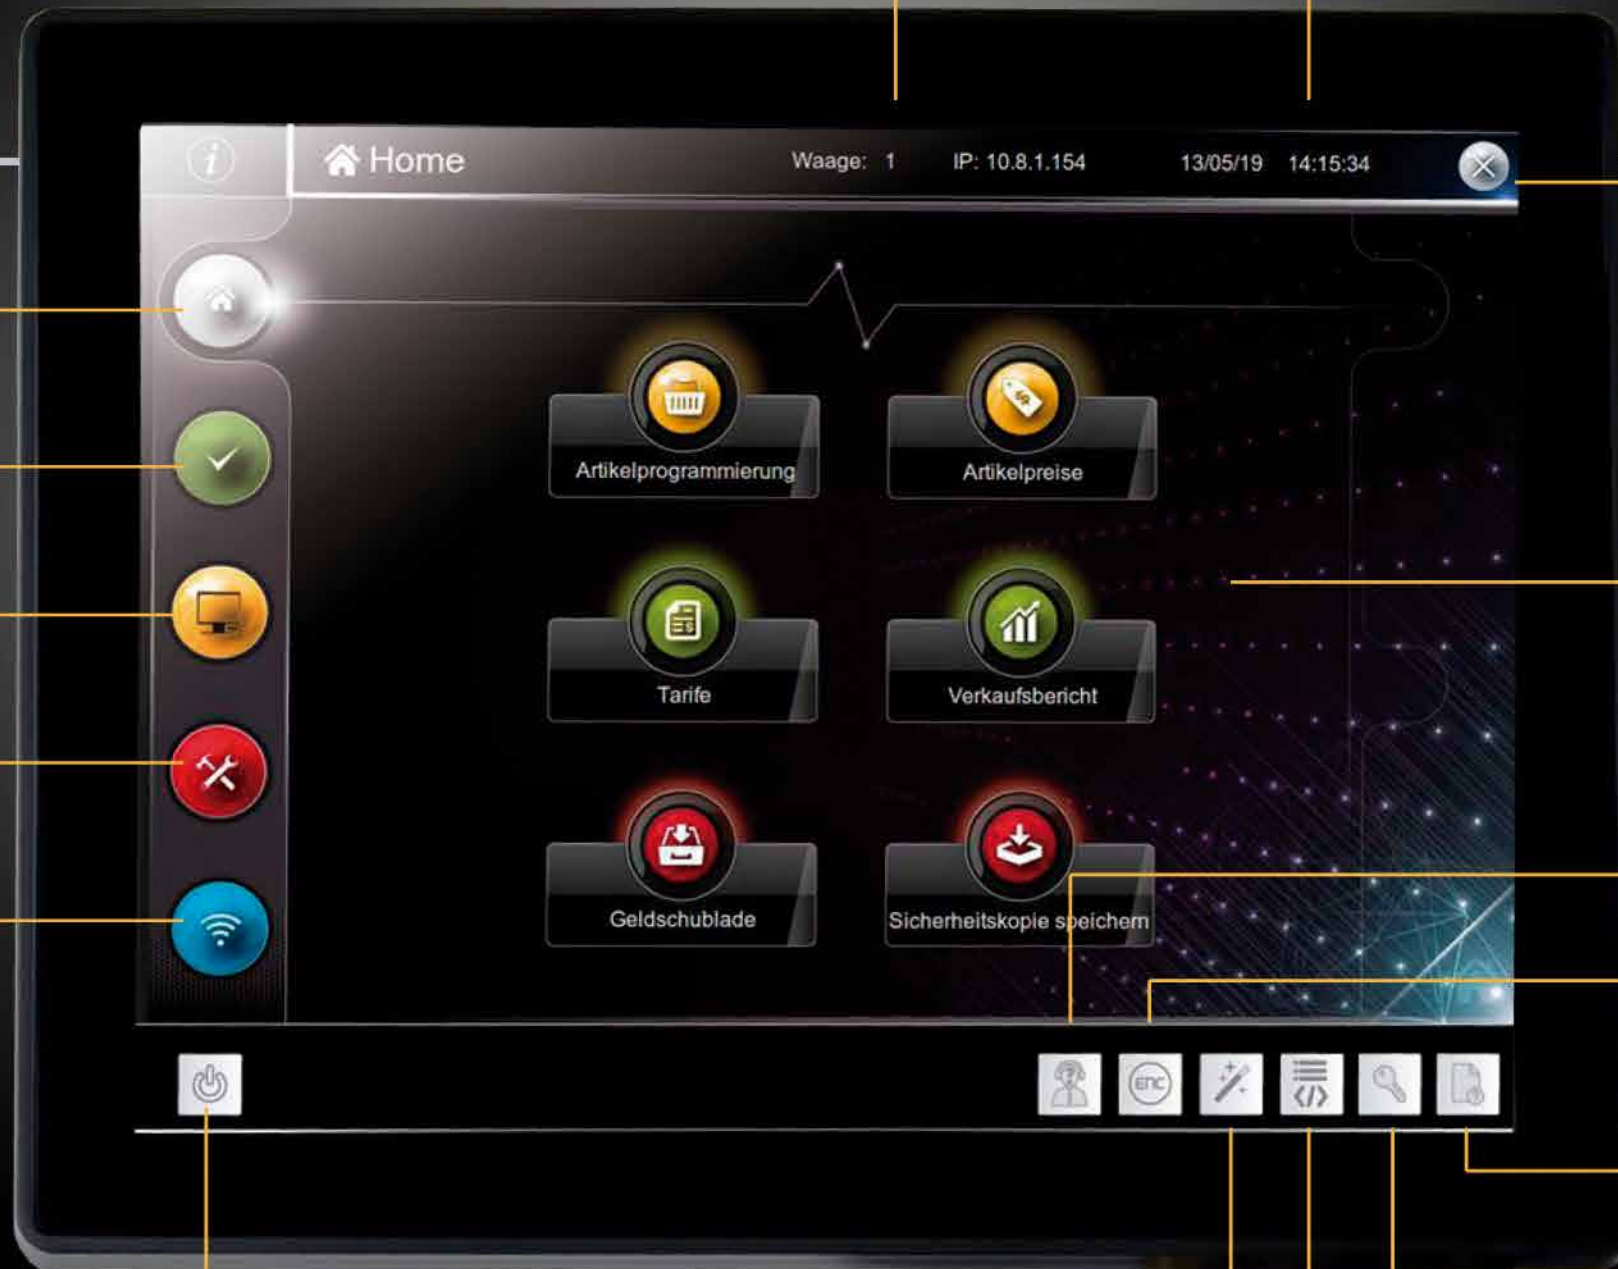 i
Home
Waage: 1
IP: 10.8.1.154
13/05/19 14:15:34
Artikelprogrammierung
Artikelpreise
Tarife
Verkaufsbericht
Geldschublade
Sicherheitskopie speichern
ENC